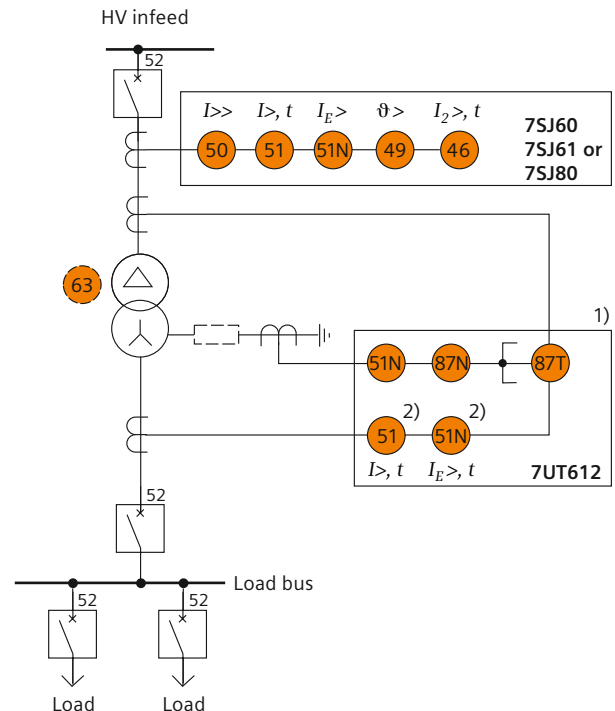 HV infeed
52
I>> I>, t I_E> ϑ> I_2>, t
7SJ60
7SJ61 or
7SJ80
50 51 51N 49 46
63
1)
51N 87N 87T
2) 2)
51 51N
I>, t I_E>, t 7UT612
52
Load bus
52 52
Load Load